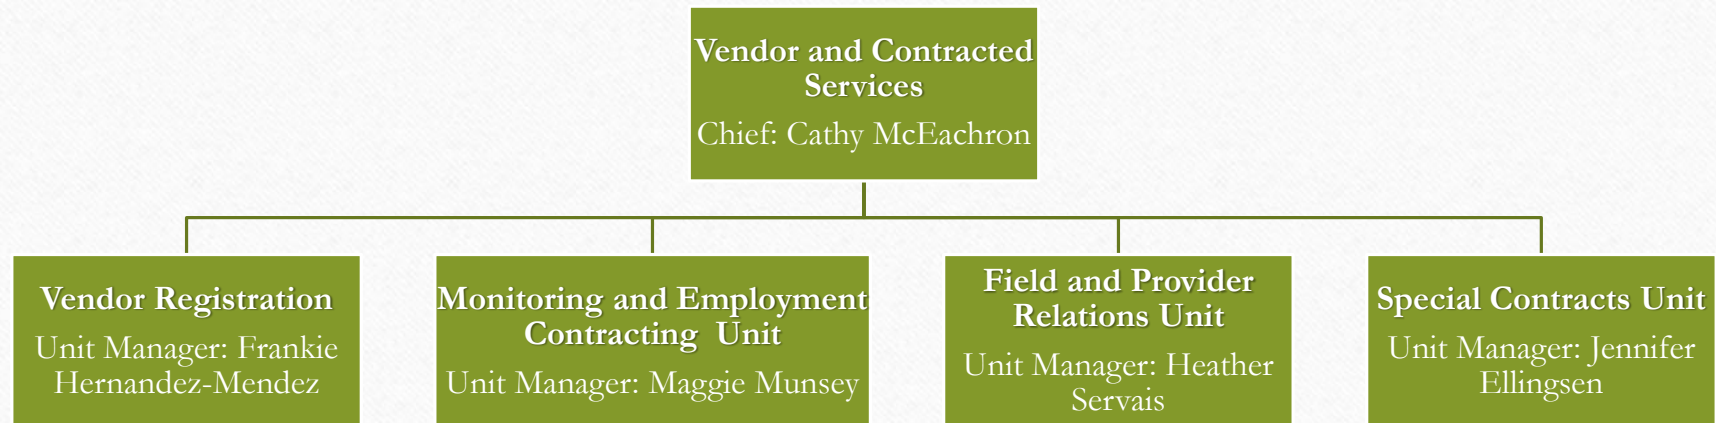 Vendor and Contracted
Services
Chief: Cathy McEachron
Vendor Registration
Unit Manager: Frankie
Hernandez-Mendez
Monitoring and Employment
Contracting  Unit
Unit Manager: Maggie Munsey
Field and Provider
Relations Unit
Unit Manager: Heather
Servais
Special Contracts Unit
Unit Manager: Jennifer
Ellingsen